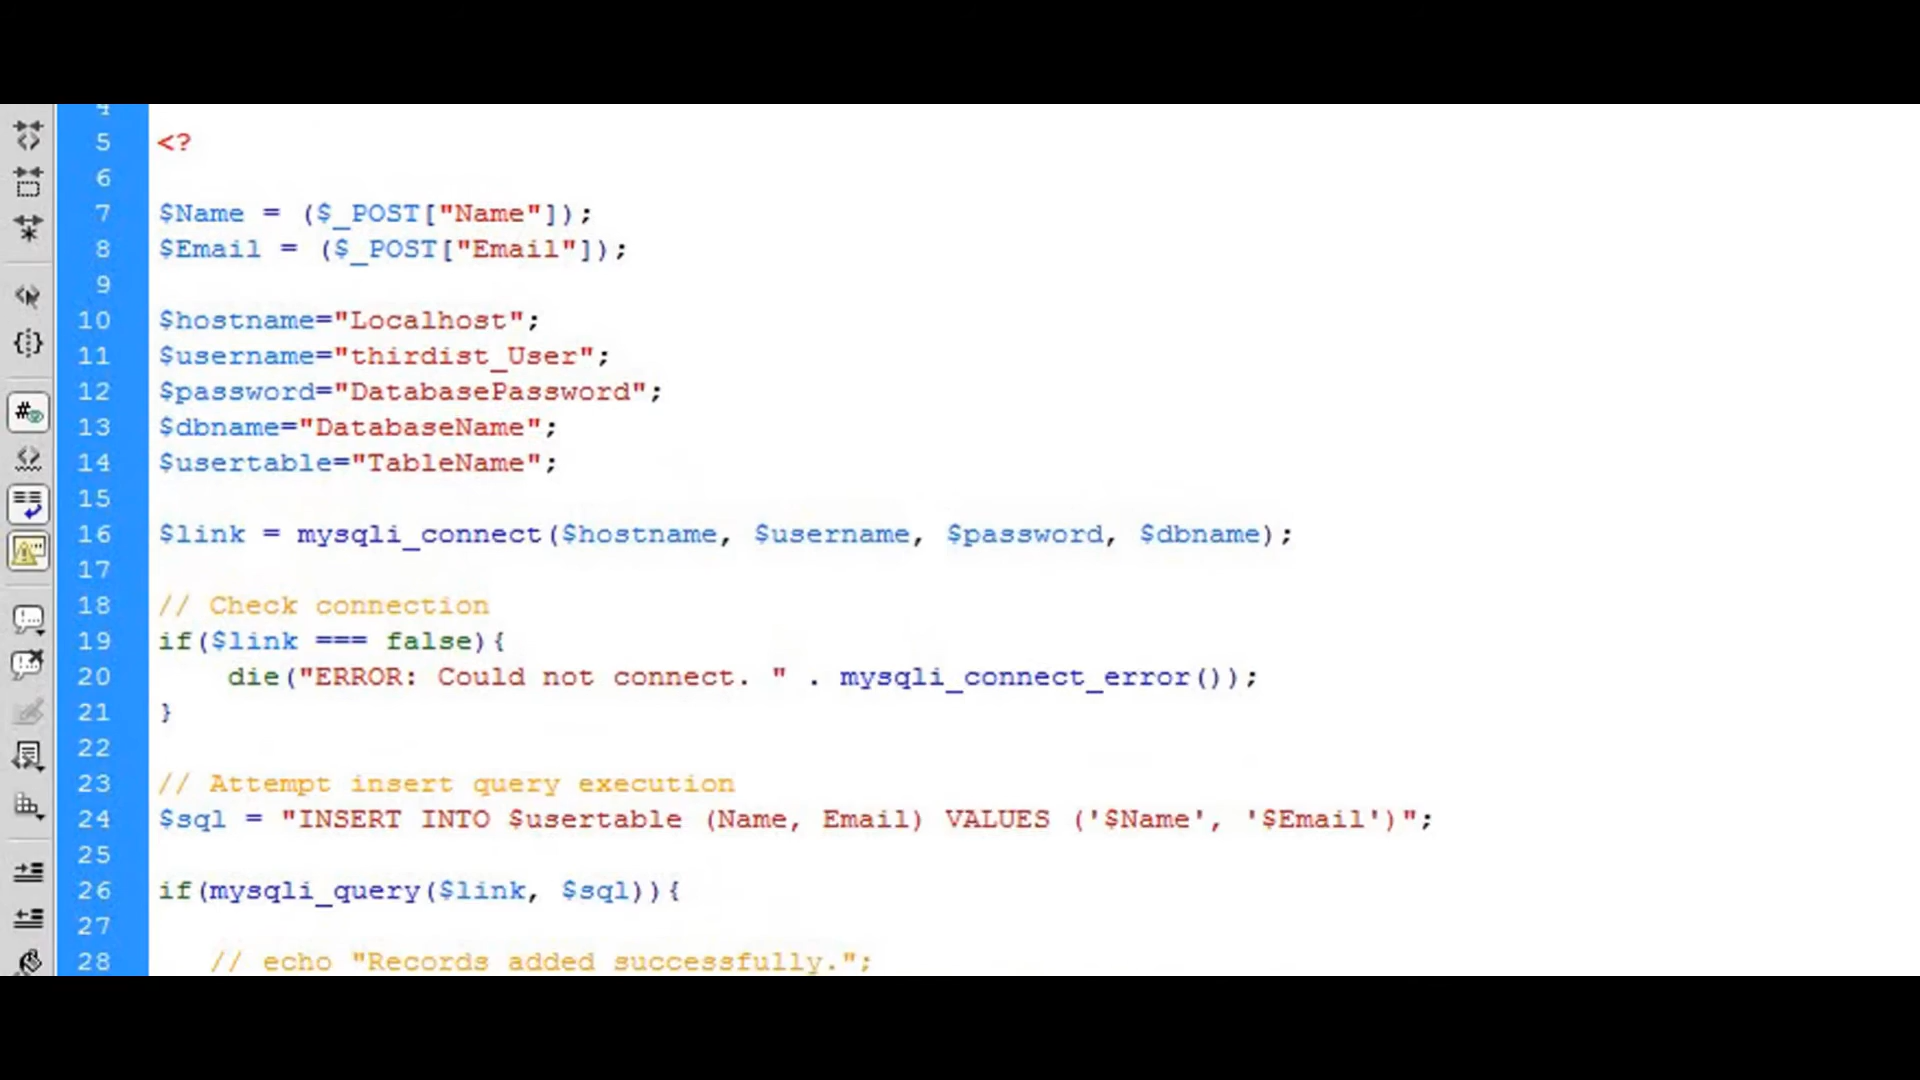 4
5 <?
6
7 $Name = ($_POST["Name"]);
8 $Email = ($_POST["Email"]);
9
10 $hostname="Localhost";
11 $username="thirdist_User";
12 $password="DatabasePassword";
13 $dbname="DatabaseName";
14 $usertable="TableName";
15
16 $link = mysqli_connect($hostname, $username, $password, $dbname);
17
18 // Check connection
19 if($link === false){
20     die("ERROR: Could not connect. " . mysqli_connect_error());
21 }
22
23 // Attempt insert query execution
24 $sql = "INSERT INTO $usertable (Name, Email) VALUES ('$Name', '$Email')";
25
26 if(mysqli_query($link, $sql)){
27
28    // echo "Records added successfully.";